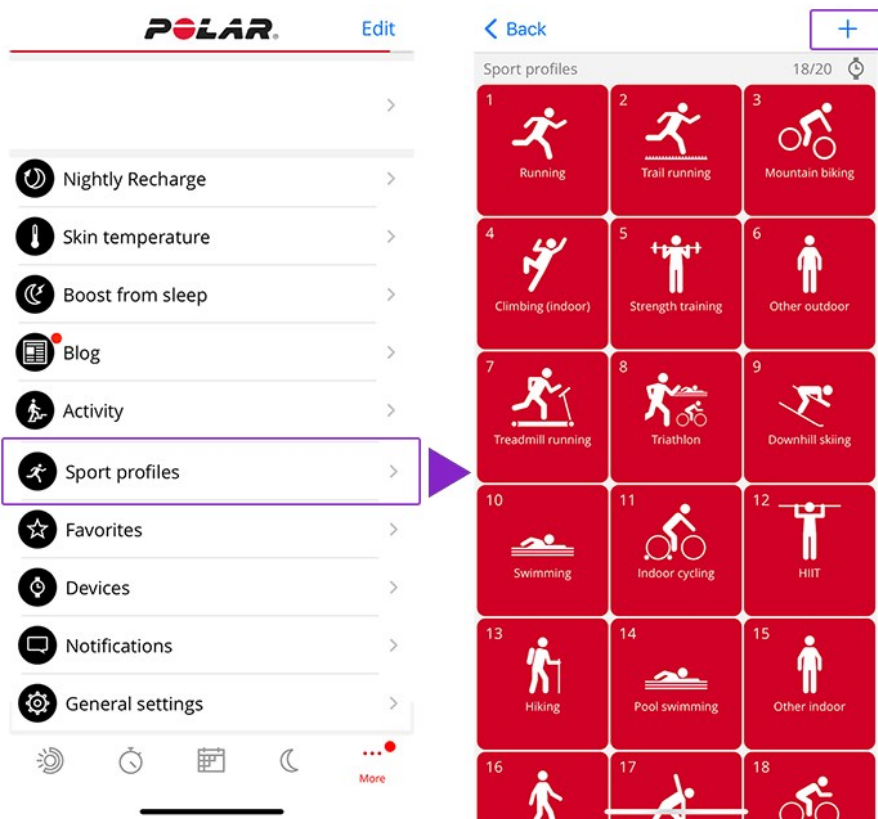 POLAR.
Edit
Nightly Recharge
Skin temperature
Boost from sleep
Blog
Activity
Sport profiles
Favorites
Devices
Notifications
General settings
More
Back
+
Sport profiles 18/20
1
Running
2
Trail running
3
Mountain biking
4
Climbing (indoor)
5
Strength training
6
Other outdoor
7
Treadmill running
8
Triathlon
9
Downhill skiing
10
Swimming
11
Indoor cycling
12
HIIT
13
Hiking
14
Pool swimming
15
Other indoor
16
17
18